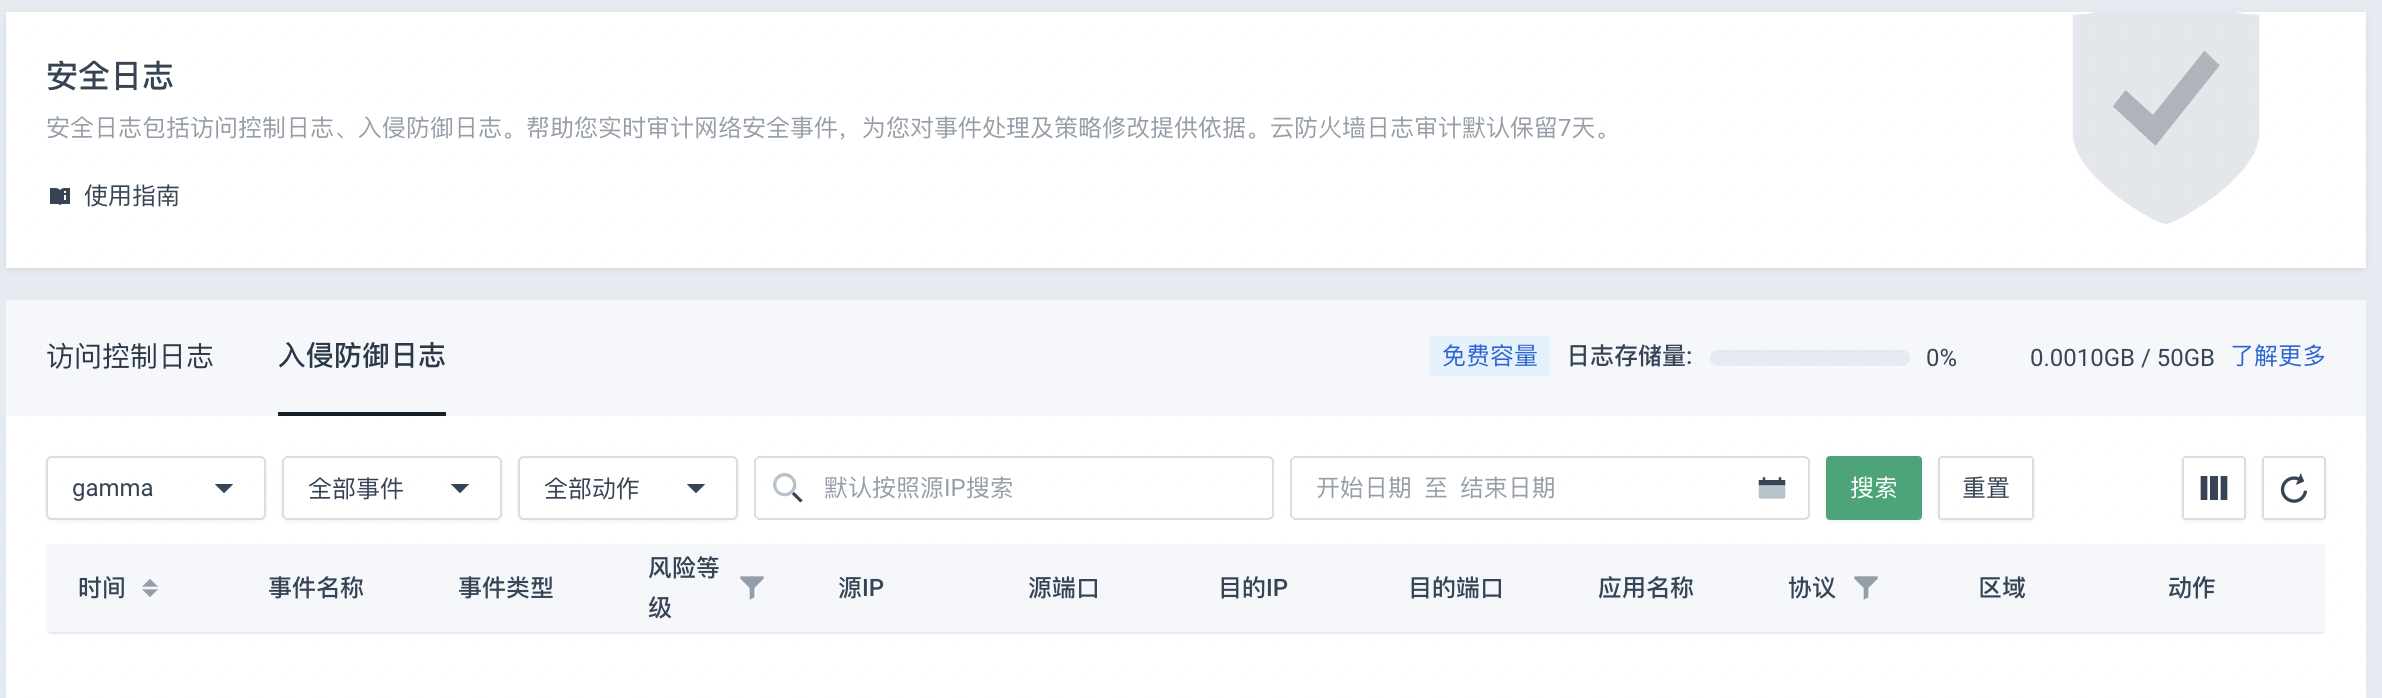 安全日志
安全日志包括访问控制日志、入侵防御日志。帮助您实时审计网络安全事件，为您对事件处理及策略修改提供依据。云防火墙日志审计默认保留7天。
使用指南
访问控制日志 入侵防御日志 免费容量 日志存储量: 0% 0.0010GB / 50GB 了解更多
gamma 全部事件 全部动作 默认按照源IP搜索 开始日期 至 结束日期 搜索 重置
时间 事件名称 事件类型 风险等级 源IP 源端口 目的IP 目的端口 应用名称 协议 区域 动作